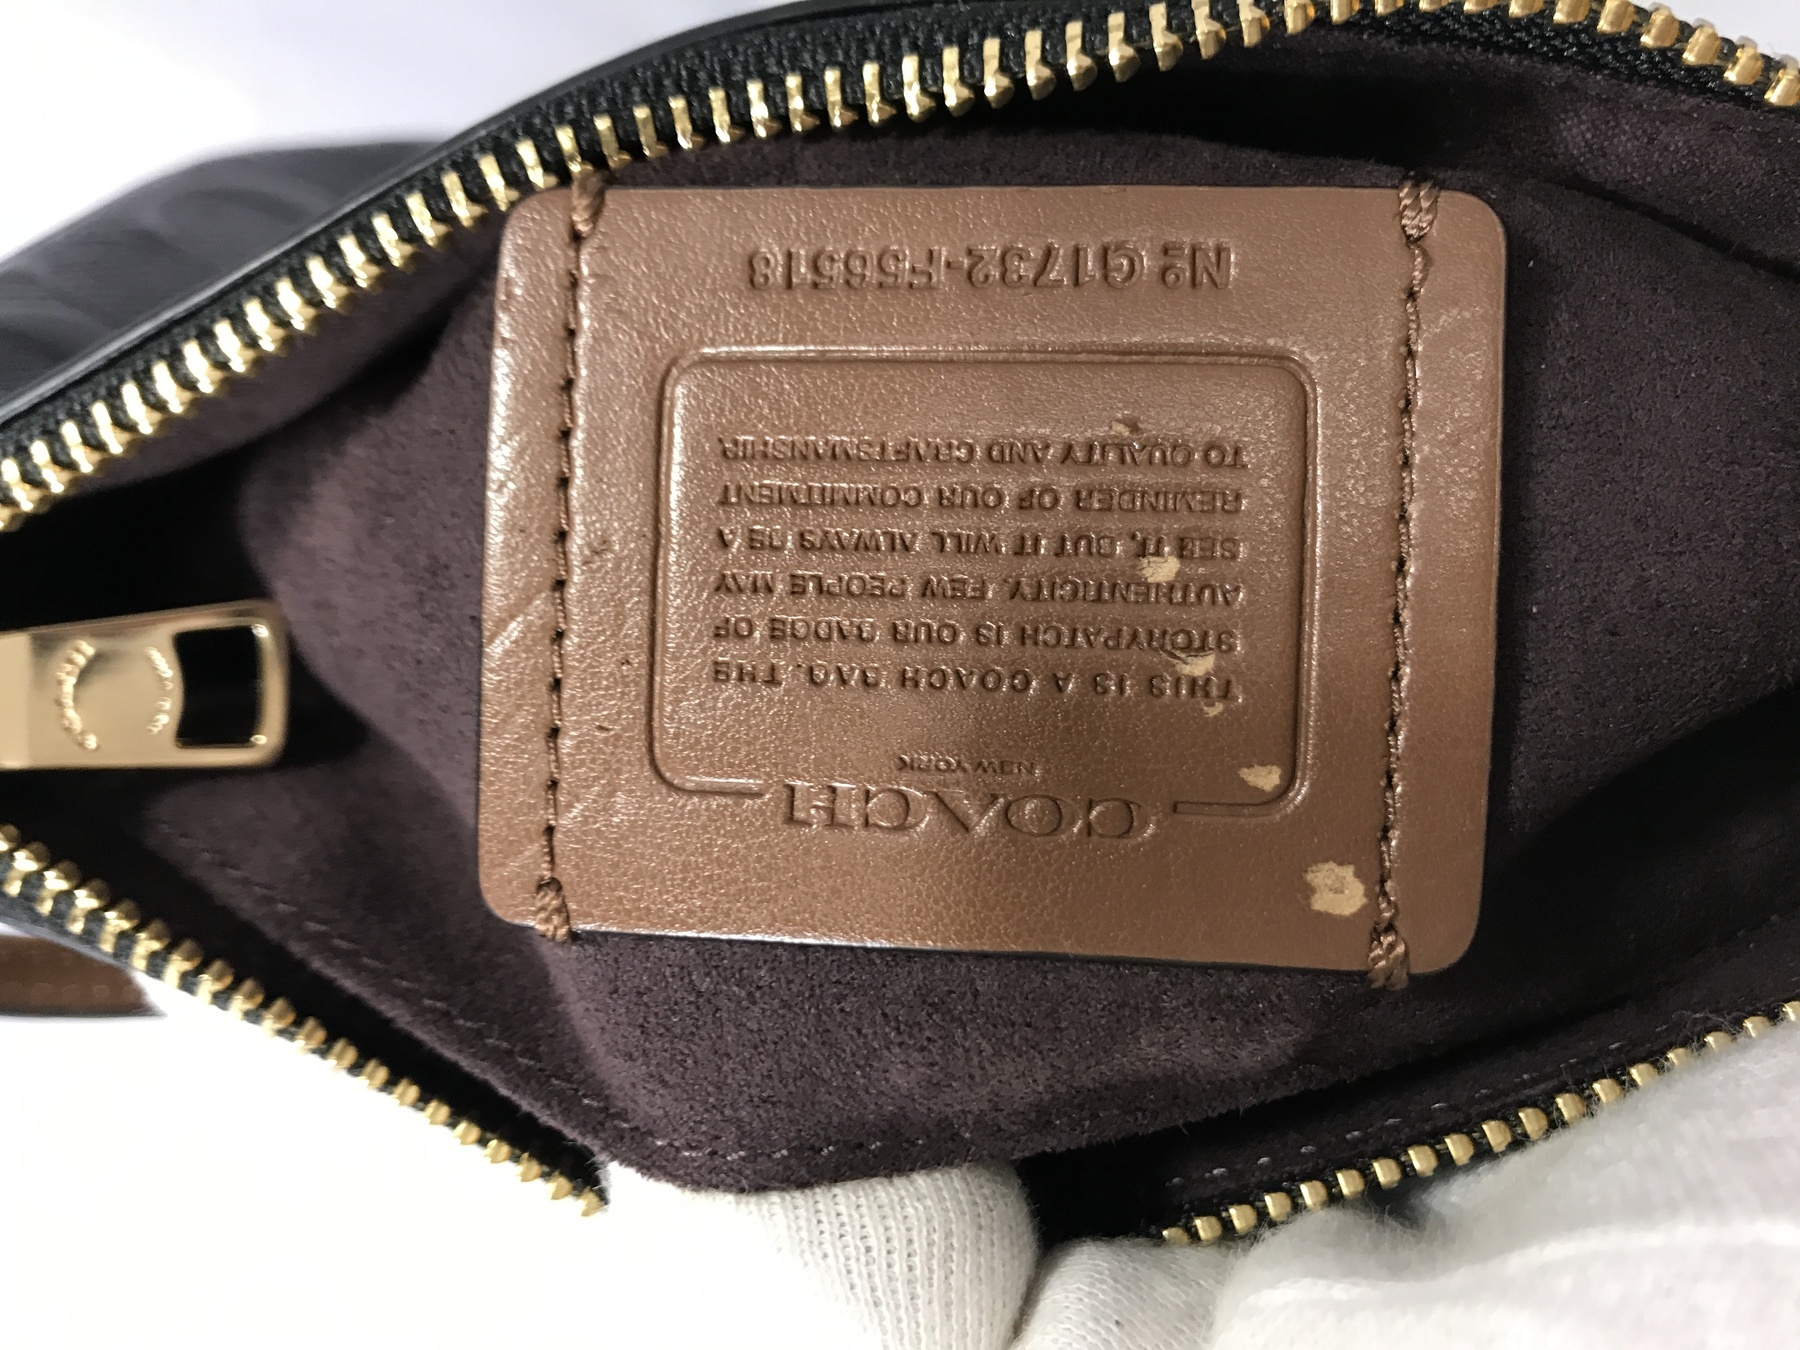 COACH
NEW YORK
THIS IS A COACH BAG. THE
STORYPATCH IS OUR BADGE OF
AUTHENTICITY. FEW PEOPLE MAY
SEE IT, BUT IT WILL ALWAYS BE A
REMINDER OF OUR COMMITMENT
TO QUALITY AND CRAFTSMANSHIP
Nº G1732-F56518